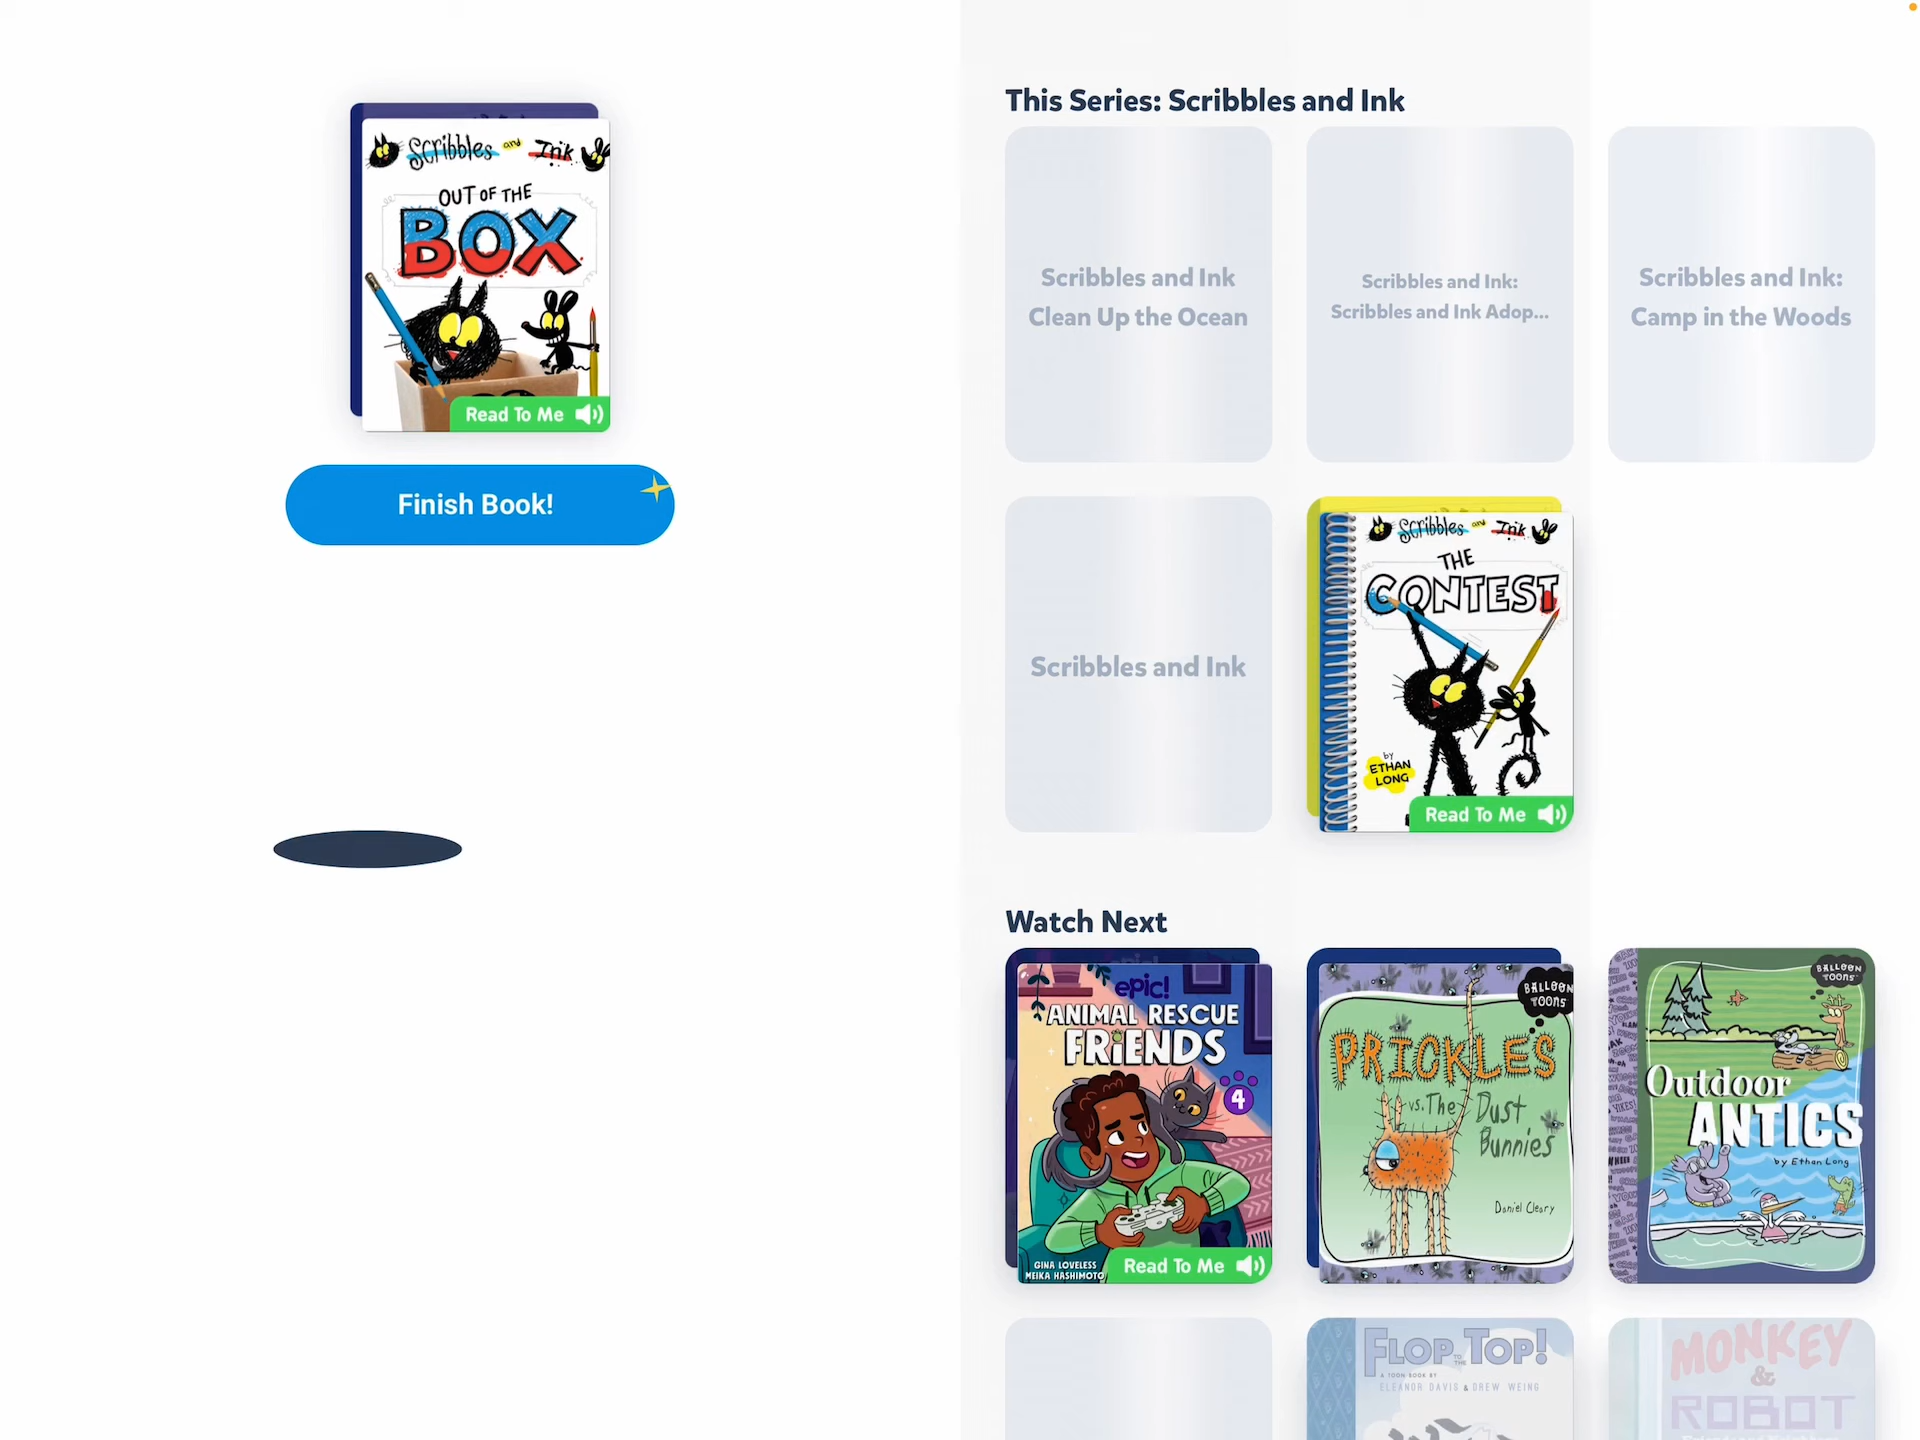 Scribbles and Ink
OUT OF THE
BOX
Read To Me
Finish Book!
This Series: Scribbles and Ink
Scribbles and Ink
Clean Up the Ocean
Scribbles and Ink:
Scribbles and Ink Adop...
Scribbles and Ink:
Camp in the Woods
Scribbles and Ink
Scribbles and Ink
THE
CONTEST
by
ETHAN
LONG
Read To Me
Watch Next
epic!
ANIMAL RESCUE
FRiENDS
4
GINA LOVELESS
MEIKA HASHIMOTO
Read To Me
BALLOON
TOONS
PRICKLES
vs. The Dust
Bunnies
Daniel Cleary
BALLOON
TOONS
Outdoor
ANTICS
by Ethan Long
FLOP TO THE TOP!
A TOON BOOK BY
ELEANOR DAVIS & DREW WEING
MONKEY
&
ROBOT